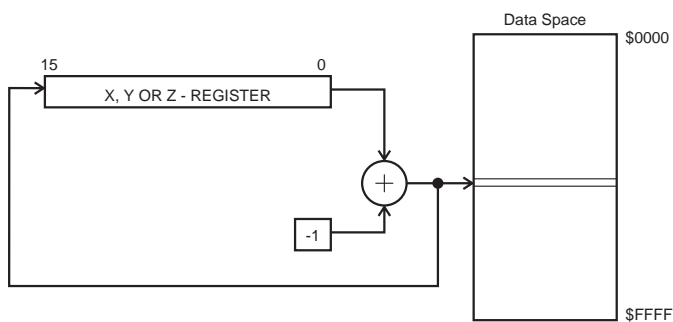 Data Space
$0000
15
0
X, Y OR Z - REGISTER
+
-1
$FFFF